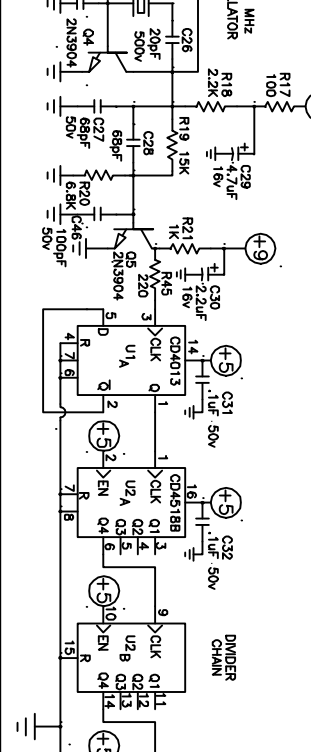 MHz
LLATOR
Q4
2N3904
20pF
500v
C26
R17
100
R18
2.2K
C29
4.7uF
16v
+
R19
15K
C27
68pF
50v
C28
68pF
R20
6.8K
C46
100pF
50v
Q5
2N3904
R21
1K
R45
220
+9
C30
2.2uF
16v
+
+5
C31
.1uF 50v
14
CD4013
3
CLK
Q
1
U1A
5
D
Q
2
R
4
7
6
+5
C32
.1uF 50v
16
CD4518B
1
CLK
Q1
3
Q2
4
Q3
5
Q4
6
U2A
+5
2
EN
R
7
8
DIVIDER
CHAIN
9
CLK
Q1
11
Q2
12
Q3
13
Q4
14
U2B
+5
10
EN
R
15
+5